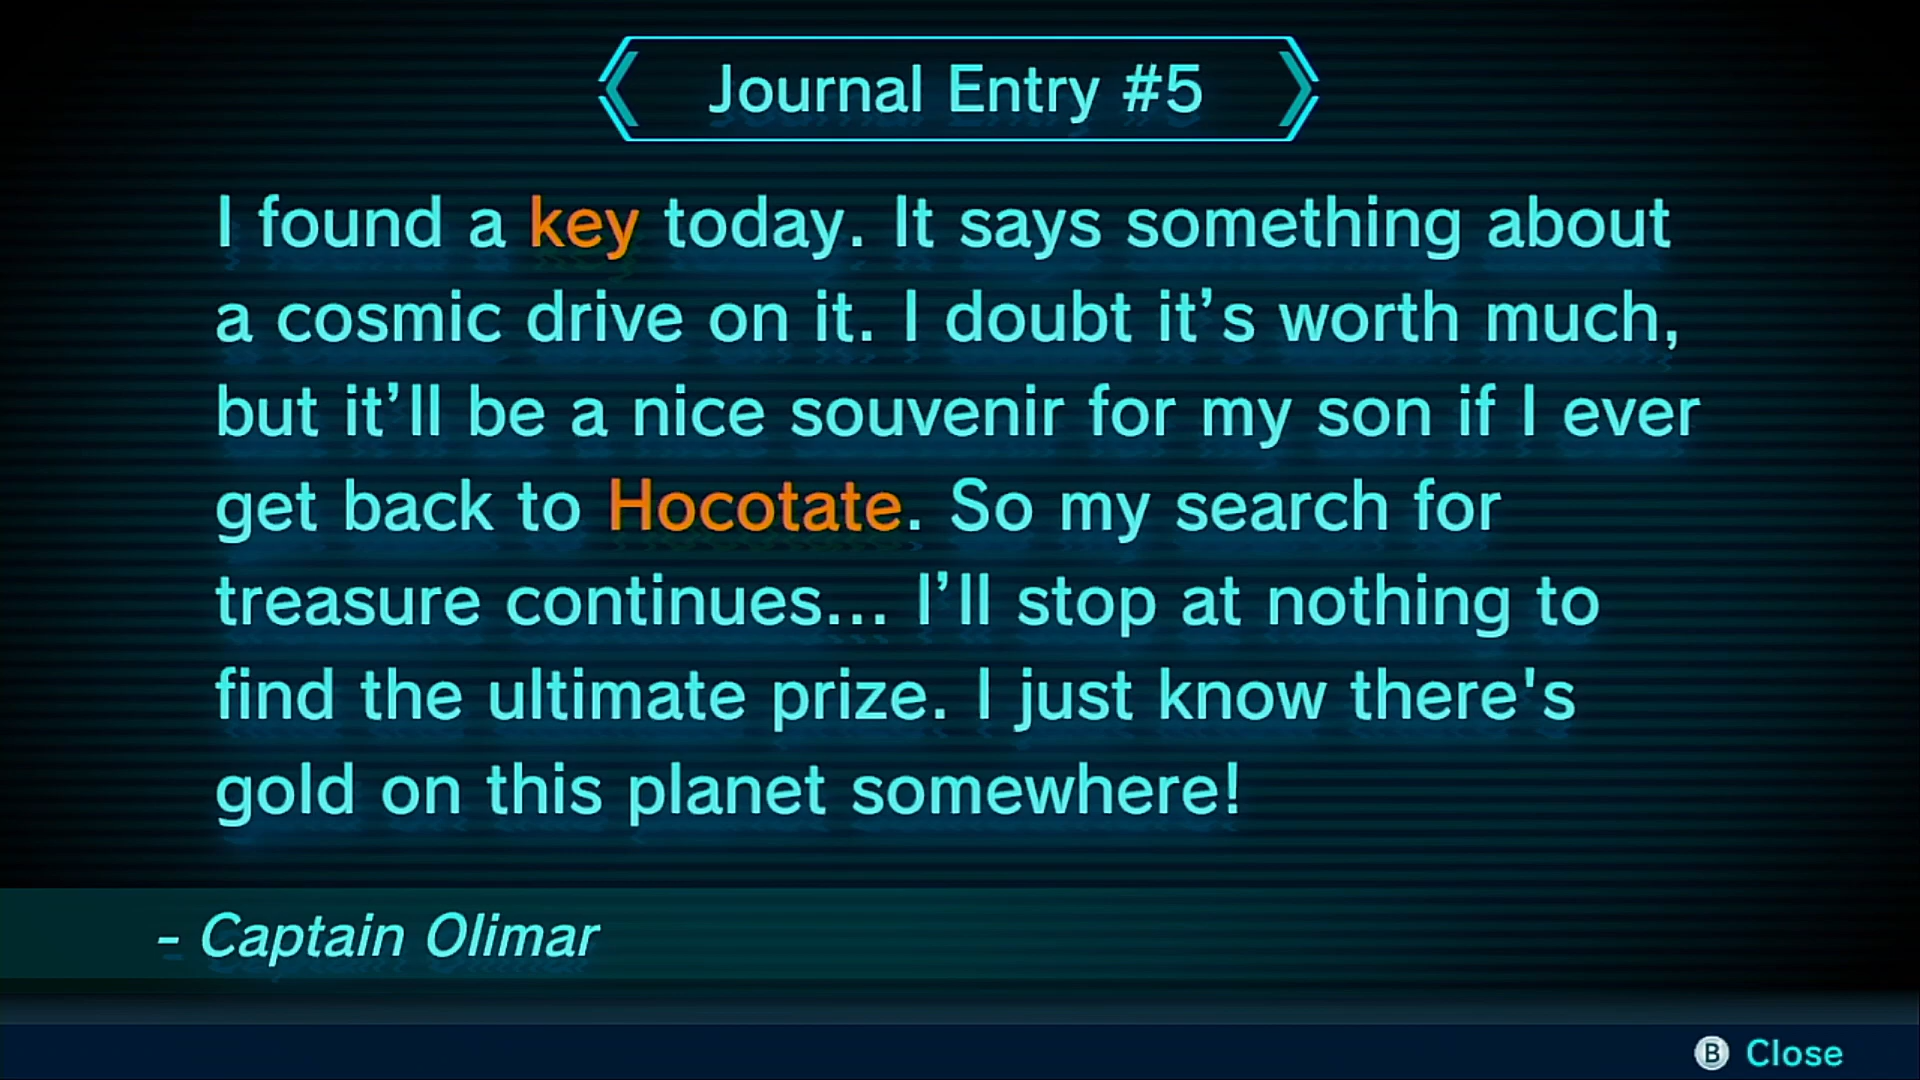 Journal Entry #5
I found a key today. It says something about
a cosmic drive on it. I doubt it’s worth much,
but it’ll be a nice souvenir for my son if I ever
get back to Hocotate. So my search for
treasure continues... I’ll stop at nothing to
find the ultimate prize. I just know there's
gold on this planet somewhere!
- Captain Olimar
B Close